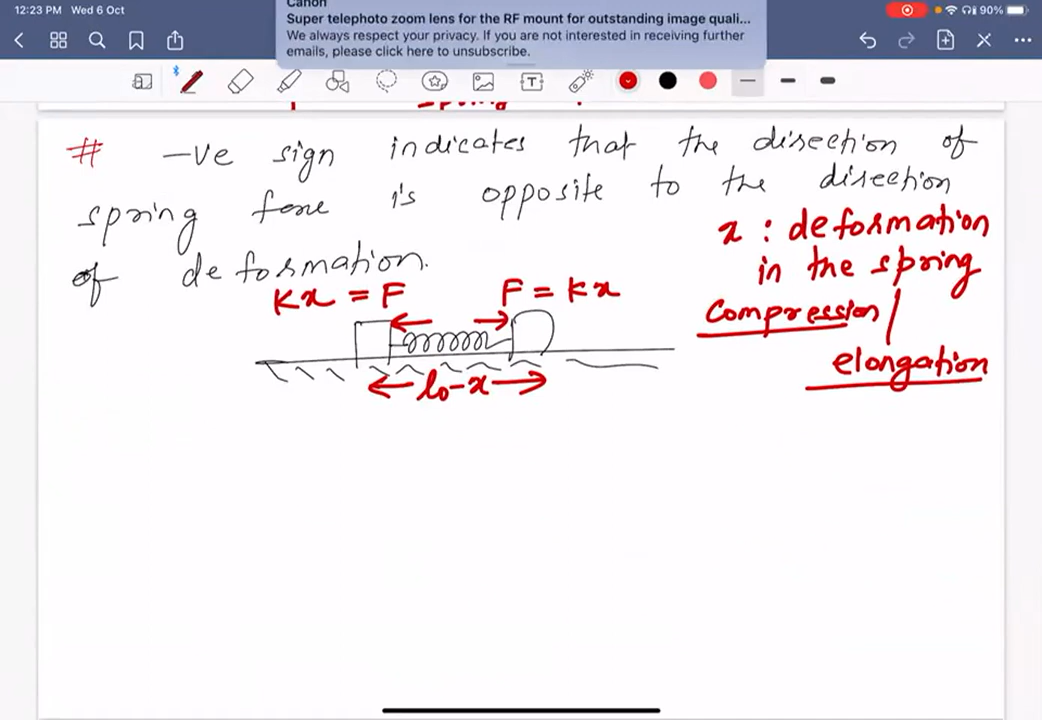 12:23 PM Wed 6 Oct
90%
Canon
Super telephoto zoom lens for the RF mount for outstanding image quali...
We always respect your privacy. If you are not interested in receiving further
emails, please click here to unsubscribe.
# -ve sign indicates that the direction of
spring force is opposite to the direction
of deformation.
x : deformation
in the spring
compression /
elongation
Kx = F F = Kx
l₀-x